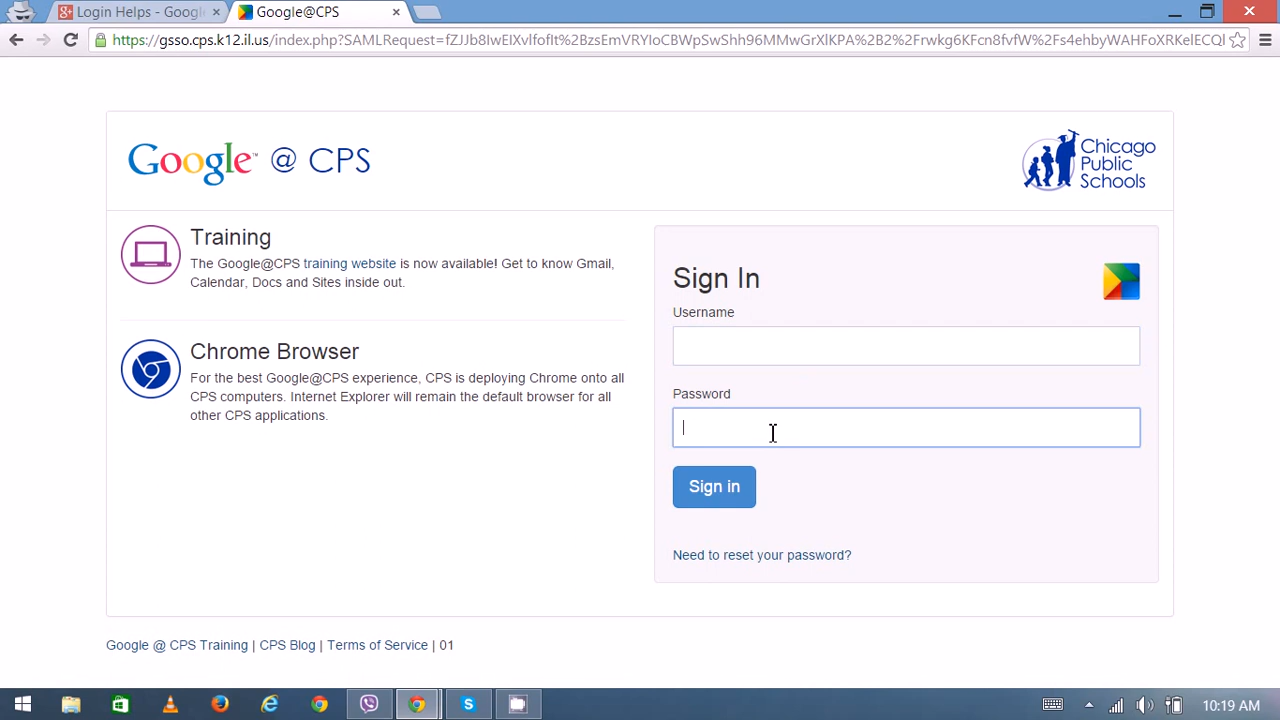 Login Helps - Googl
Google@CPS
https://gsso.cps.k12.il.us/index.php?SAMLRequest=fZJJb8IwEIXvlfofIt%2BzsEmVRYIoCBWpSwShh96MMwGrXlKPA%2B2%2Frwkg6KFcn8fvfW%2Fs4ehbyWAHFoXRKelECQl
Google™ @ CPS
Chicago
Public
Schools
Training
The Google@CPS training website is now available! Get to know Gmail,
Calendar, Docs and Sites inside out.
Chrome Browser
For the best Google@CPS experience, CPS is deploying Chrome onto all
CPS computers. Internet Explorer will remain the default browser for all
other CPS applications.
Sign In
Username
Password
Sign in
Need to reset your password?
Google @ CPS Training | CPS Blog | Terms of Service | 01
10:19 AM